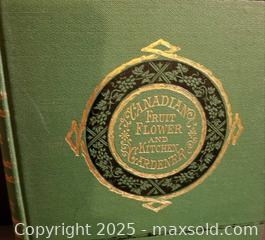 CANADIAN
FRUIT
FLOWER
AND
KITCHEN
GARDENER
Copyright 2025 - maxsold.com